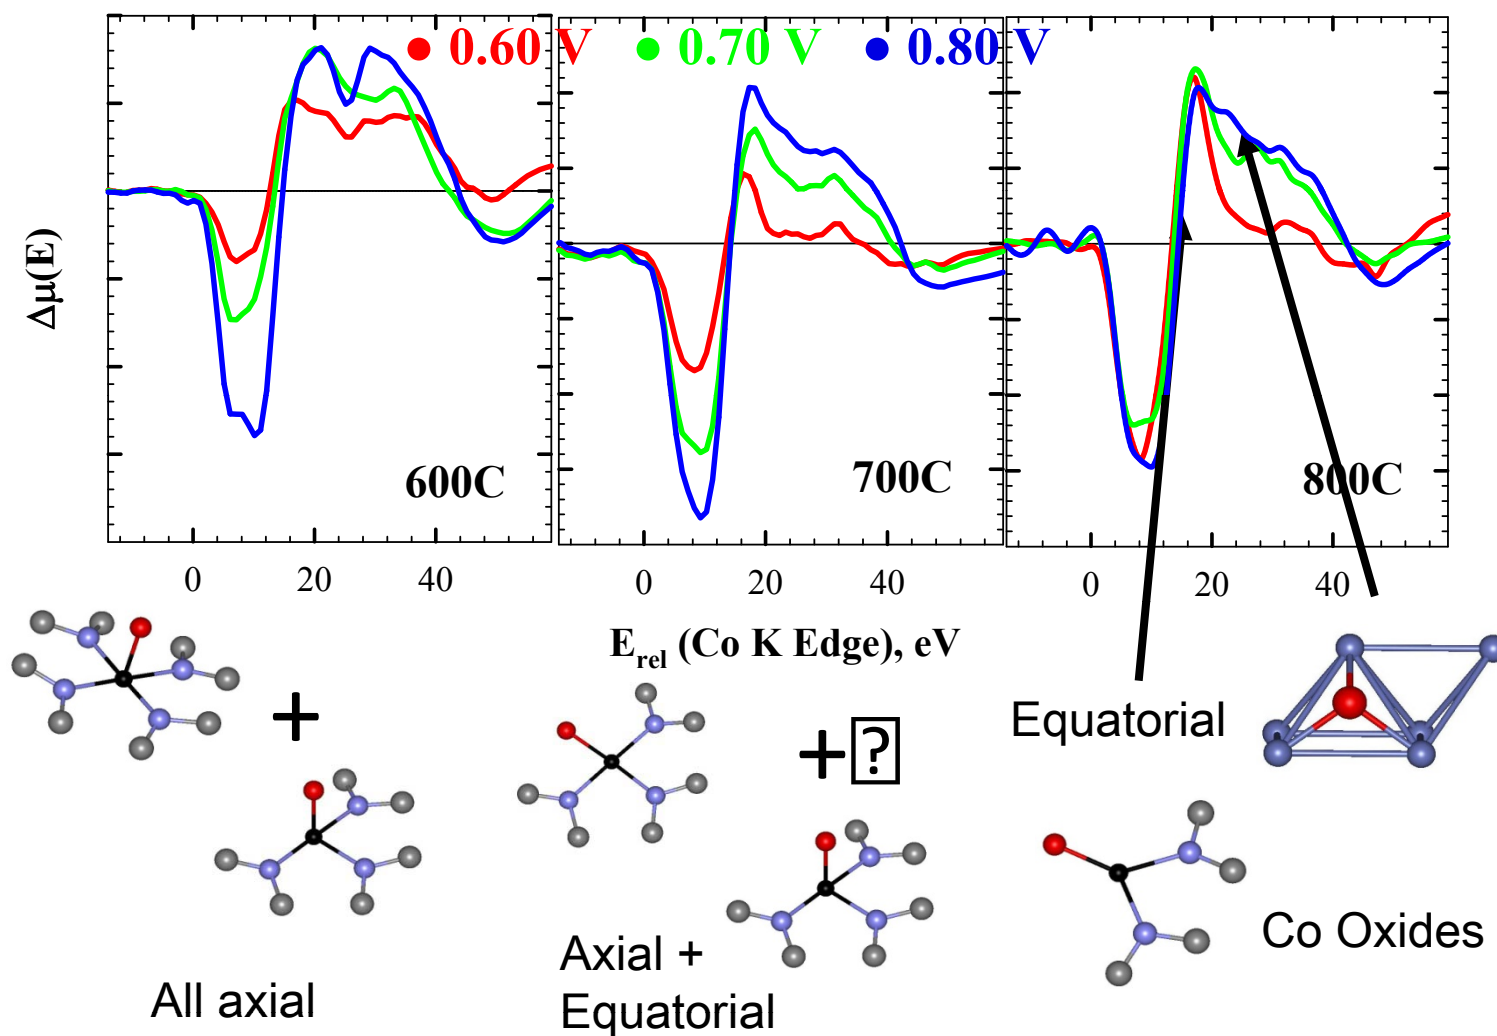 ● 0.60 V ● 0.70 V ● 0.80 V
Δμ(E)
600C
700C
800C
0 20 40
0 20 40
0 20 40
E_rel (Co K Edge), eV
+
+?
Equatorial
All axial
Axial +
Equatorial
Co Oxides